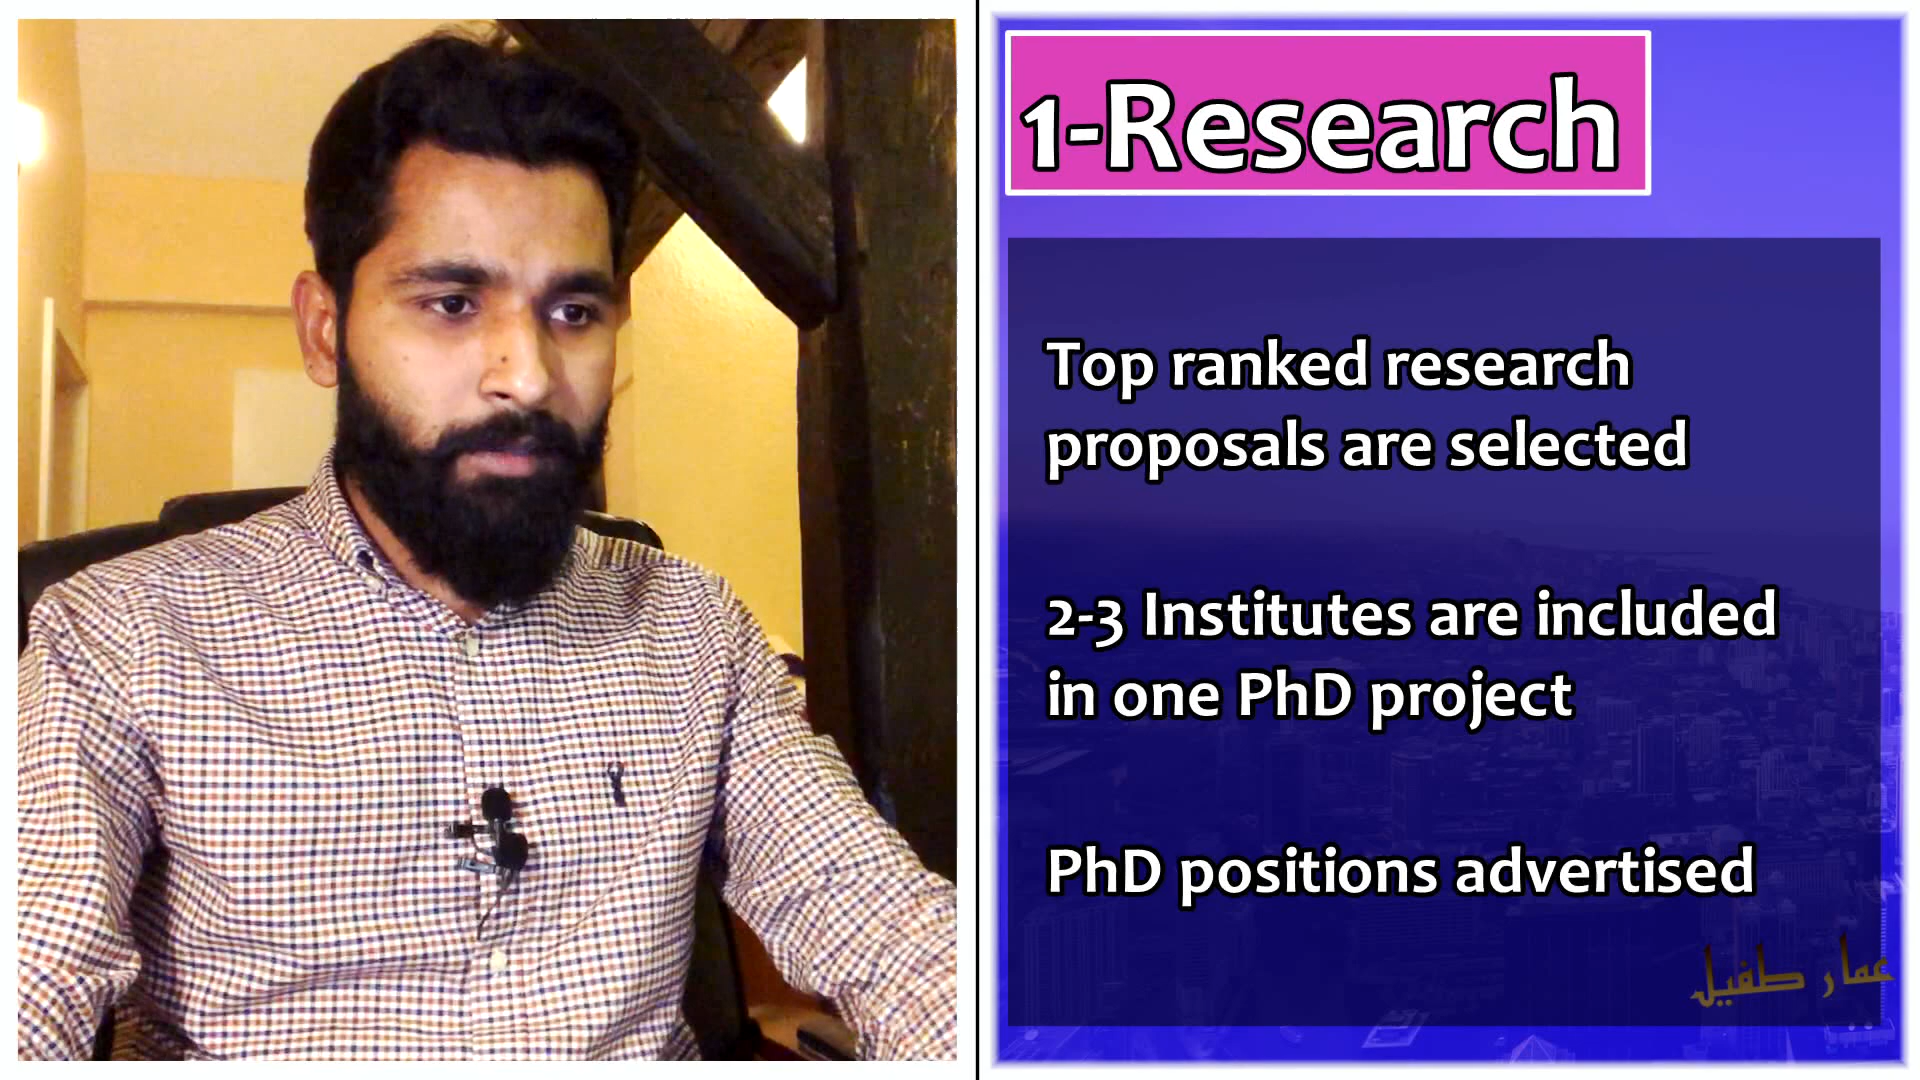 1-Research
Top ranked research
proposals are selected
2-3 Institutes are included
in one PhD project
PhD positions advertised
عمار طفیل